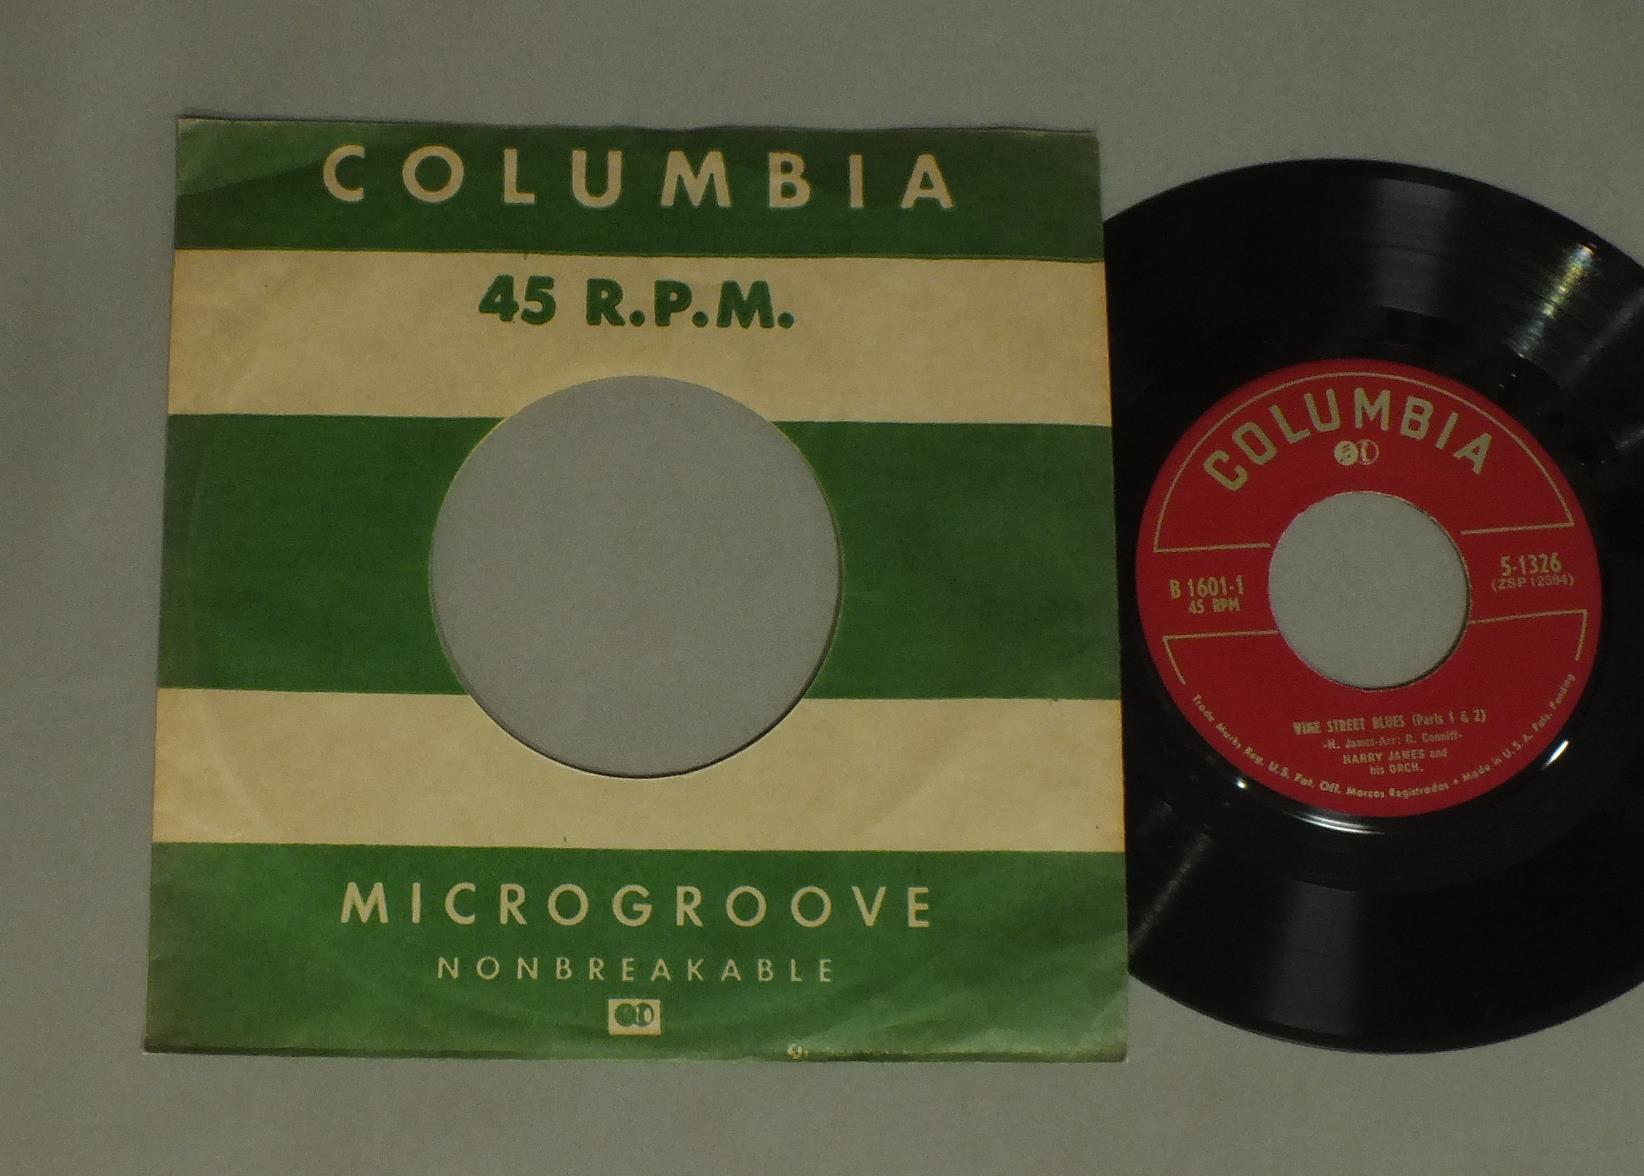 COLUMBIA
45 R.P.M.
MICROGROOVE
NONBREAKABLE
COLUMBIA
B 1601-1
45 RPM
5-1326
(ZSP 12594)
VINE STREET BLUES (Parts 1 & 2)
-H. James-Arr: R. Conniff-
HARRY JAMES and
his ORCH.
Trade Marks Reg. U.S. Pat. Off. Marcas Registradas • Made in U.S.A. Pats. Pending